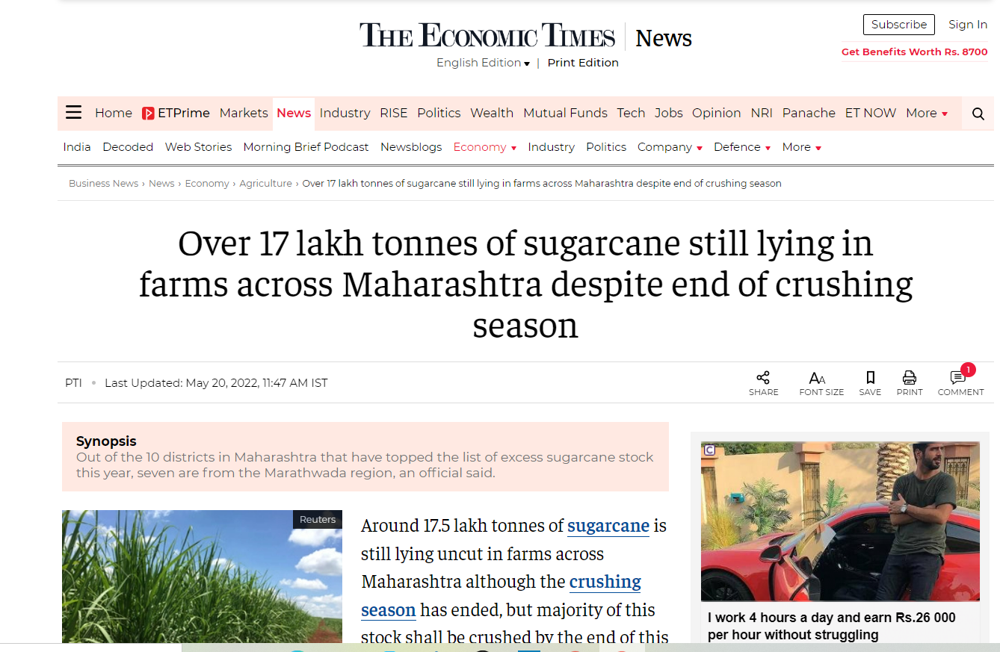 THE ECONOMIC TIMES | News
Subscribe Sign In
English Edition | Print Edition
Get Benefits Worth Rs. 8700
Home ETPrime Markets News Industry RISE Politics Wealth Mutual Funds Tech Jobs Opinion NRI Panache ET NOW More
India Decoded Web Stories Morning Brief Podcast Newsblogs Economy Industry Politics Company Defence More
Business News › News › Economy › Agriculture › Over 17 lakh tonnes of sugarcane still lying in farms across Maharashtra despite end of crushing season
Over 17 lakh tonnes of sugarcane still lying in
farms across Maharashtra despite end of crushing
season
PTI • Last Updated: May 20, 2022, 11:47 AM IST
1
SHARE FONT SIZE SAVE PRINT COMMENT
Synopsis
Out of the 10 districts in Maharashtra that have topped the list of excess sugarcane stock
this year, seven are from the Marathwada region, an official said.
Reuters
Around 17.5 lakh tonnes of sugarcane is
still lying uncut in farms across
Maharashtra although the crushing
season has ended, but majority of this
stock shall be crushed by the end of this
C
I work 4 hours a day and earn Rs.26 000
per hour without struggling